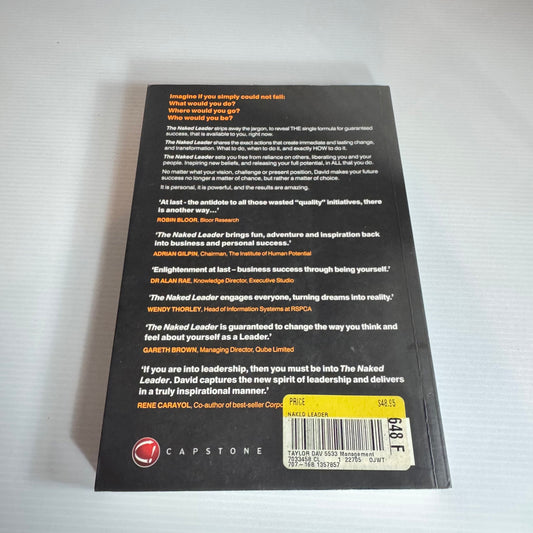 Imagine if you simply could not fail:
What would you do?
Where would you go?
Who would you be?
The Naked Leader strips away the jargon, to reveal THE single formula for guaranteed
success, that is available to you, right now.
The Naked Leader shares the exact actions that create immediate and lasting change,
and transformation. What to do, when to do it, and exactly HOW to do it.
The Naked Leader sets you free from reliance on others, liberating you and your
people. Inspiring new beliefs, and releasing your full potential, in ALL that you do.
No matter what your vision, challenge or present position, David makes your future
success no longer a matter of chance, but rather a matter of choice.
It is personal, it is powerful, and the results are amazing.
'At last - the antidote to all those wasted "quality" initiatives, there
is another way...'
ROBIN BLOOR, Bloor Research
'The Naked Leader brings fun, adventure and inspiration back
into business and personal success.'
ADRIAN GILPIN, Chairman, The Institute of Human Potential
'Enlightenment at last – business success through being yourself.'
DR ALAN RAE, Knowledge Director, Executive Studio
'The Naked Leader engages everyone, turning dreams into reality.'
WENDY THORLEY, Head of Information Systems at RSPCA
'The Naked Leader is guaranteed to change the way you think and
feel about yourself as a Leader.'
GARETH BROWN, Managing Director, Qube Limited
'If you are into leadership, then you must be into The Naked
Leader. David captures the new spirit of leadership and delivers
in a truly inspirational manner.'
RENE CARAYOL, Co-author of best-seller Corpo
PRICE $48.95
NAKED LEADER
648 F
TAYLOR DAV 5533 Management
7033458 CL 1 22705 OJWT
707-168 1357857
C!
CAPSTONE